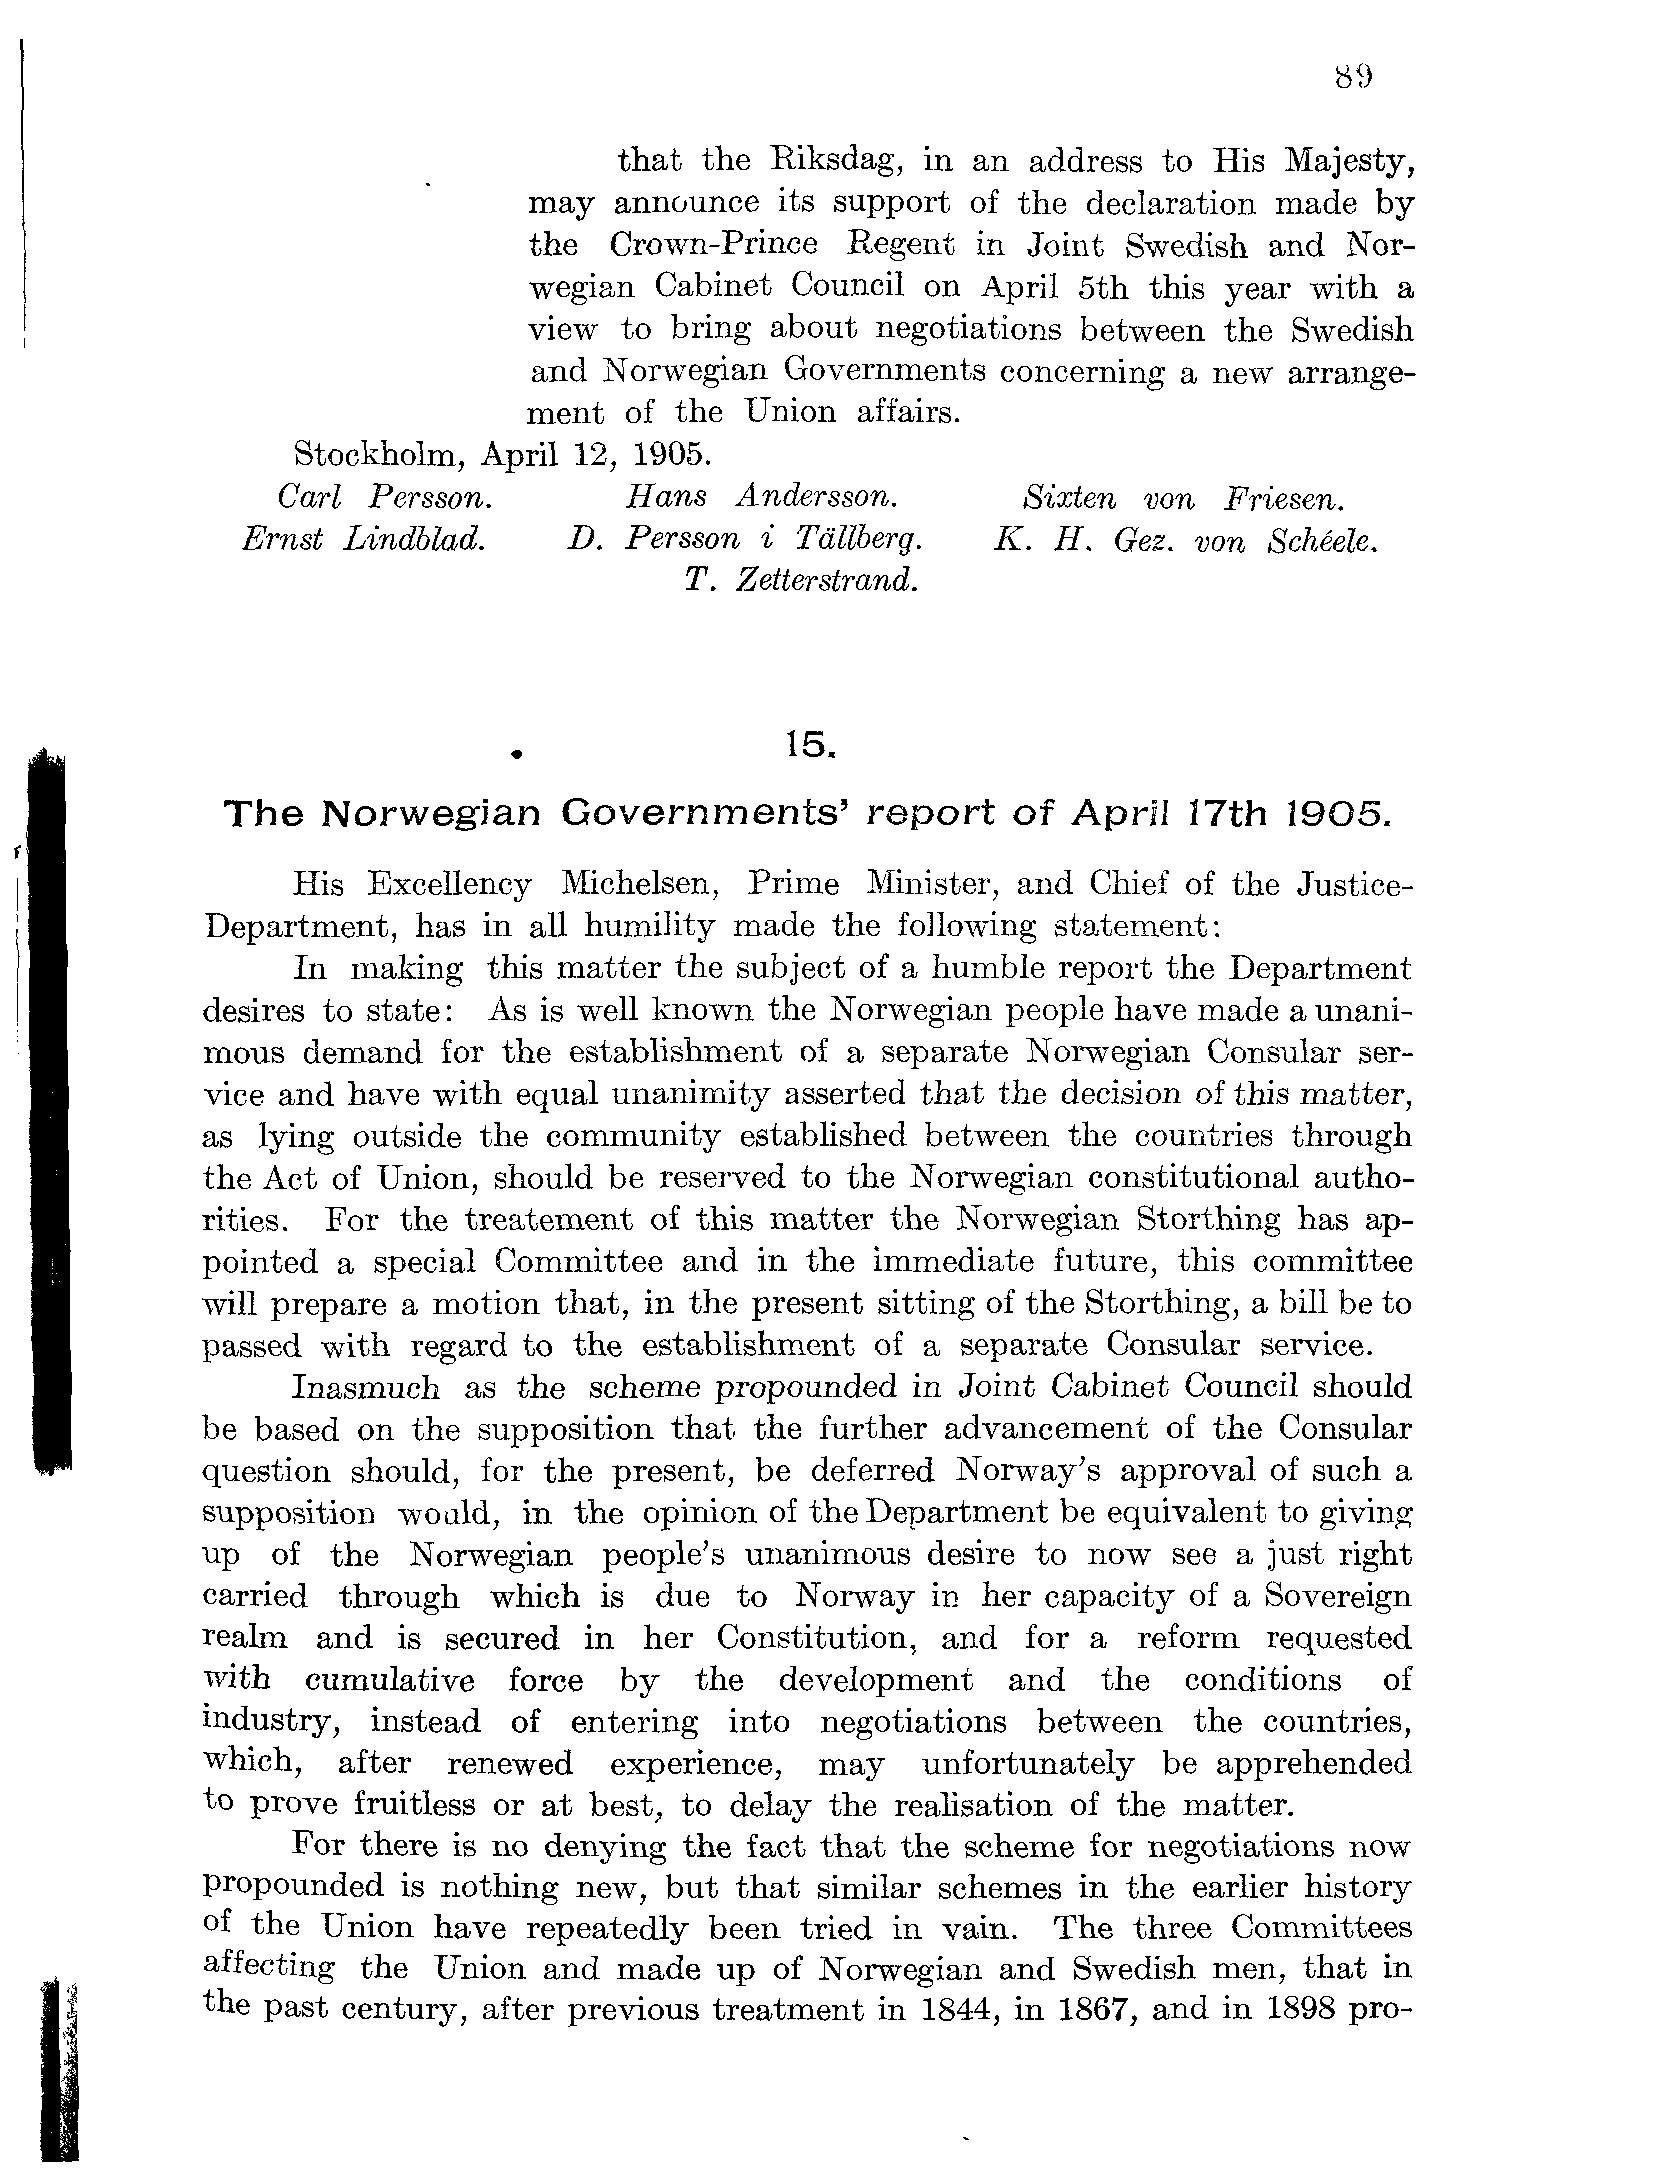 89
that the Riksdag, in an address to His Majesty,
may announce its support of the declaration made by
the Crown-Prince Regent in Joint Swedish and Nor-
wegian Cabinet Council on April 5th this year with a
view to bring about negotiations between the Swedish
and Norwegian Governments concerning a new arrange-
ment of the Union affairs.
Stockholm, April 12, 1905.
Carl Persson. Hans Andersson. Sixten von Friesen.
Ernst Lindblad. D. Persson i Tällberg. K. H. Gez. von Schéele.
T. Zetterstrand.
15.
The Norwegian Governments' report of April 17th 1905.
His Excellency Michelsen, Prime Minister, and Chief of the Justice-
Department, has in all humility made the following statement:
In making this matter the subject of a humble report the Department
desires to state: As is well known the Norwegian people have made a unani-
mous demand for the establishment of a separate Norwegian Consular ser-
vice and have with equal unanimity asserted that the decision of this matter,
as lying outside the community established between the countries through
the Act of Union, should be reserved to the Norwegian constitutional autho-
rities. For the treatement of this matter the Norwegian Storthing has ap-
pointed a special Committee and in the immediate future, this committee
will prepare a motion that, in the present sitting of the Storthing, a bill be to
passed with regard to the establishment of a separate Consular service.
Inasmuch as the scheme propounded in Joint Cabinet Council should
be based on the supposition that the further advancement of the Consular
question should, for the present, be deferred Norway's approval of such a
supposition would, in the opinion of the Department be equivalent to giving
up of the Norwegian people's unanimous desire to now see a just right
carried through which is due to Norway in her capacity of a Sovereign
realm and is secured in her Constitution, and for a reform requested
with cumulative force by the development and the conditions of
industry, instead of entering into negotiations between the countries,
which, after renewed experience, may unfortunately be apprehended
to prove fruitless or at best, to delay the realisation of the matter.
For there is no denying the fact that the scheme for negotiations now
propounded is nothing new, but that similar schemes in the earlier history
of the Union have repeatedly been tried in vain. The three Committees
affecting the Union and made up of Norwegian and Swedish men, that in
the past century, after previous treatment in 1844, in 1867, and in 1898 pro-